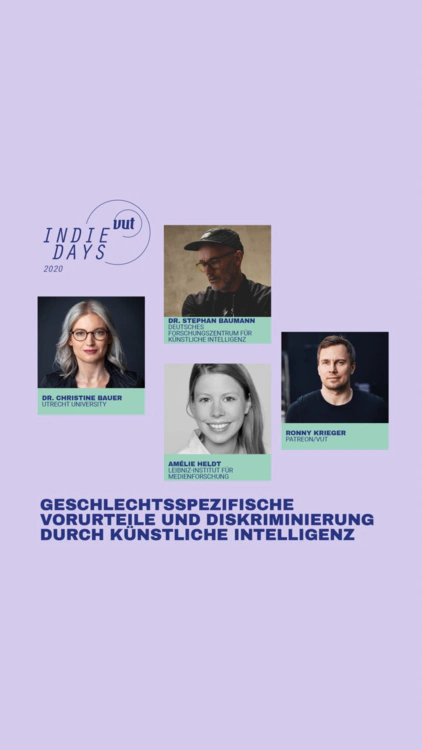 vut
INDIE
DAYS
2020
DR. STEPHAN BAUMANN
DEUTSCHES
FORSCHUNGSZENTRUM FÜR
KÜNSTLICHE INTELLIGENZ
DR. CHRISTINE BAUER
UTRECHT UNIVERSITY
RONNY KRIEGER
PATREON/VUT
AMÉLIE HELDT
LEIBNIZ-INSTITUT FÜR
MEDIENFORSCHUNG
GESCHLECHTSSPEZIFISCHE
VORURTEILE UND DISKRIMINIERUNG
DURCH KÜNSTLICHE INTELLIGENZ